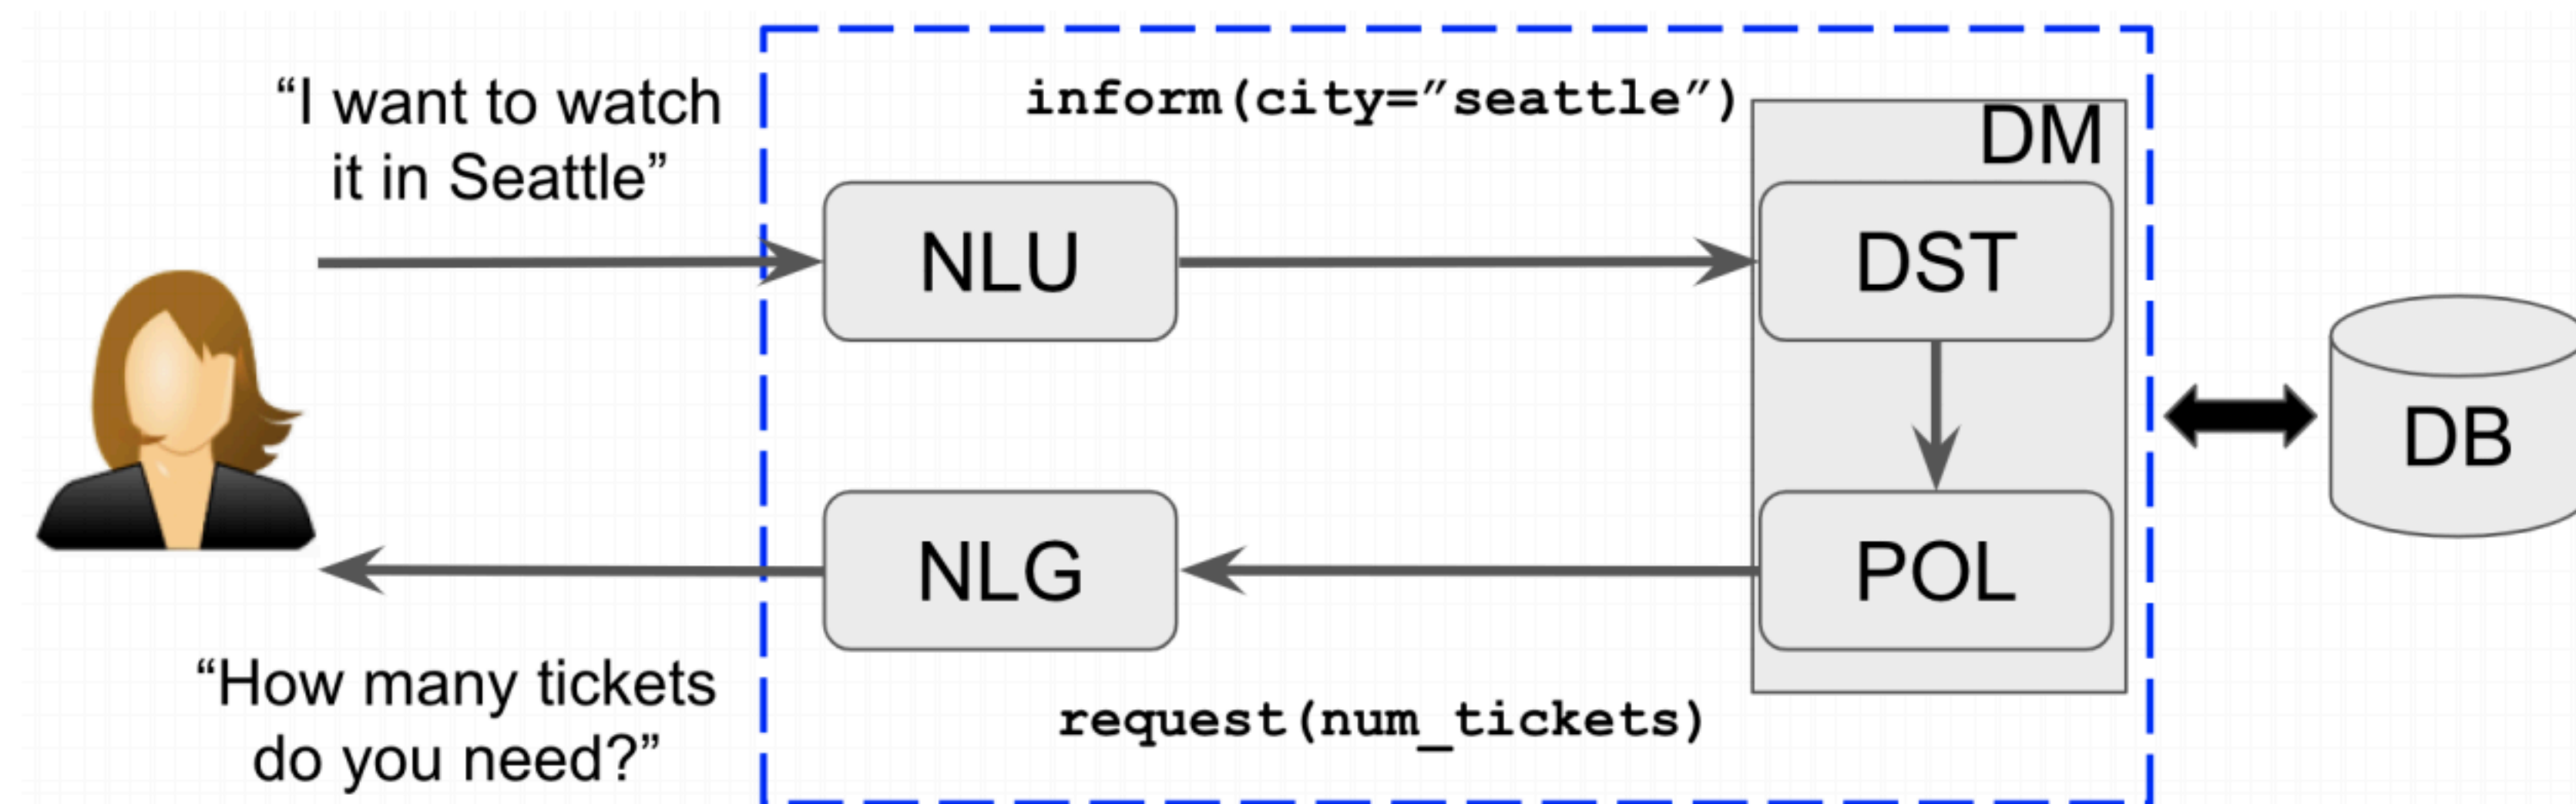 “I want to watch
it in Seattle”
inform(city=”seattle”)
DM
NLU
DST
DB
NLG
POL
“How many tickets
do you need?”
request(num_tickets)